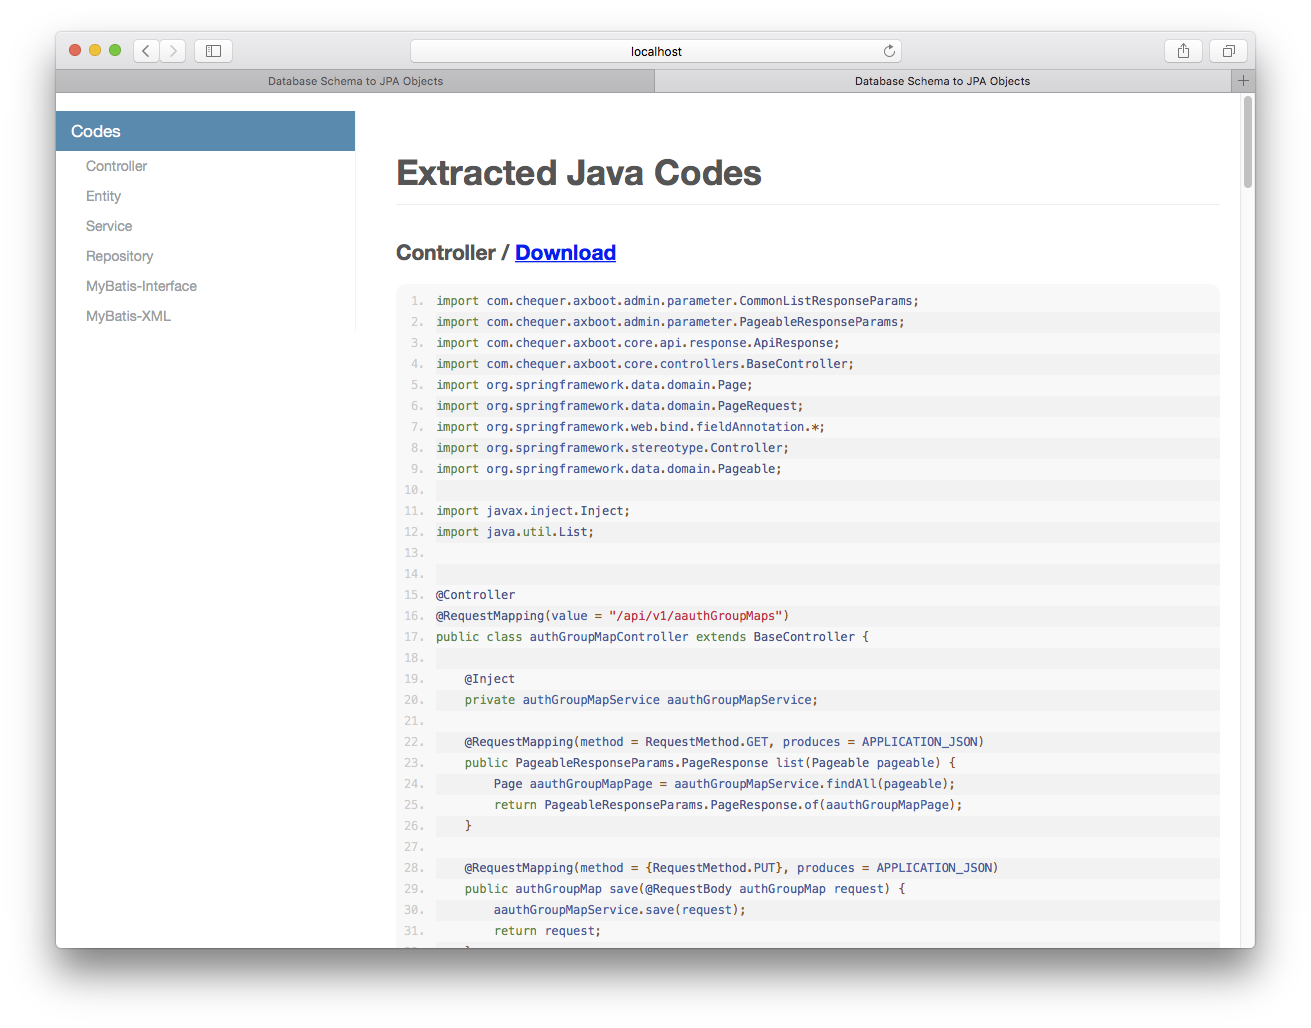 localhost
Database Schema to JPA Objects
Database Schema to JPA Objects
Codes
Controller
Entity
Service
Repository
MyBatis-Interface
MyBatis-XML
Extracted Java Codes
Controller / Download
1. import com.chequer.axboot.admin.parameter.CommonListResponseParams;
2. import com.chequer.axboot.admin.parameter.PageableResponseParams;
3. import com.chequer.axboot.core.api.response.ApiResponse;
4. import com.chequer.axboot.core.controllers.BaseController;
5. import org.springframework.data.domain.Page;
6. import org.springframework.data.domain.PageRequest;
7. import org.springframework.web.bind.fieldAnnotation.*;
8. import org.springframework.stereotype.Controller;
9. import org.springframework.data.domain.Pageable;
10.
11. import javax.inject.Inject;
12. import java.util.List;
13.
14.
15. @Controller
16. @RequestMapping(value = "/api/v1/aauthGroupMaps")
17. public class authGroupMapController extends BaseController {
18.
19. @Inject
20. private authGroupMapService aauthGroupMapService;
21.
22. @RequestMapping(method = RequestMethod.GET, produces = APPLICATION_JSON)
23. public PageableResponseParams.PageResponse list(Pageable pageable) {
24. Page aauthGroupMapPage = aauthGroupMapService.findAll(pageable);
25. return PageableResponseParams.PageResponse.of(aauthGroupMapPage);
26. }
27.
28. @RequestMapping(method = {RequestMethod.PUT}, produces = APPLICATION_JSON)
29. public authGroupMap save(@RequestBody authGroupMap request) {
30. aauthGroupMapService.save(request);
31. return request;